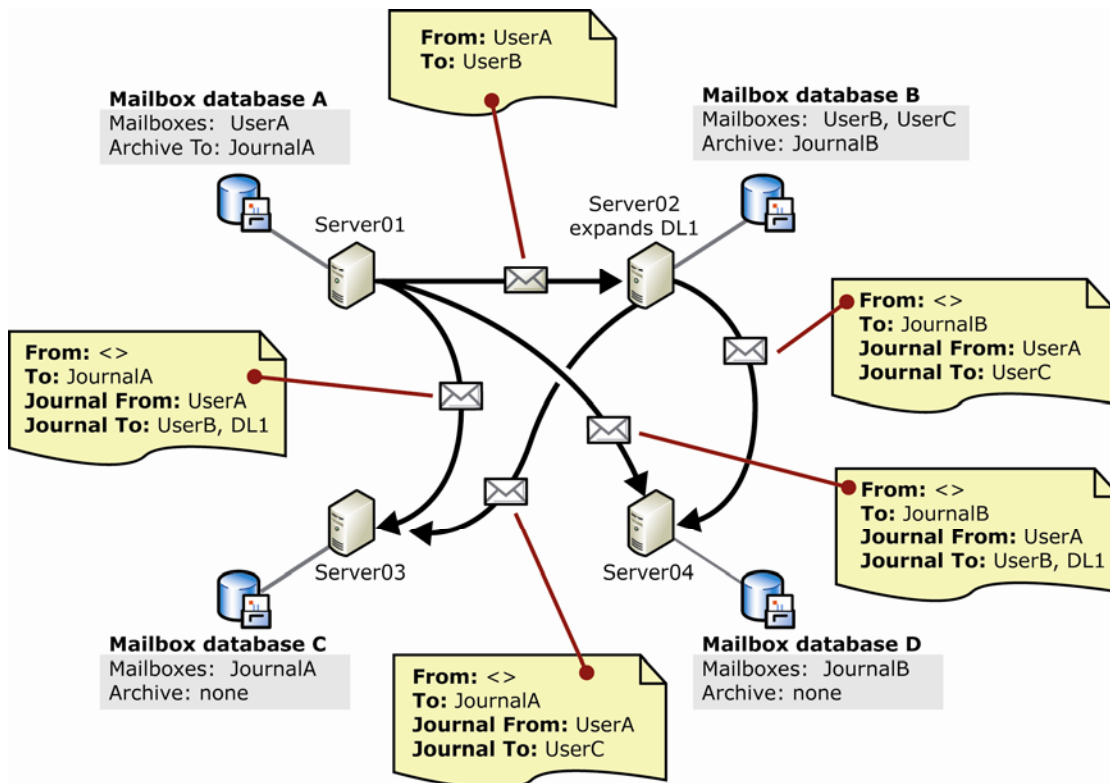 From: UserA
To: UserB
Mailbox database A
Mailboxes: UserA
Archive To: JournalA
Mailbox database B
Mailboxes: UserB, UserC
Archive: JournalB
Server01
Server02
expands DL1
From: <>
To: JournalB
Journal From: UserA
Journal To: UserC
From: <>
To: JournalA
Journal From: UserA
Journal To: UserB, DL1
From: <>
To: JournalB
Journal From: UserA
Journal To: UserB, DL1
Server03
Server04
Mailbox database C
Mailboxes: JournalA
Archive: none
Mailbox database D
Mailboxes: JournalB
Archive: none
From: <>
To: JournalA
Journal From: UserA
Journal To: UserC